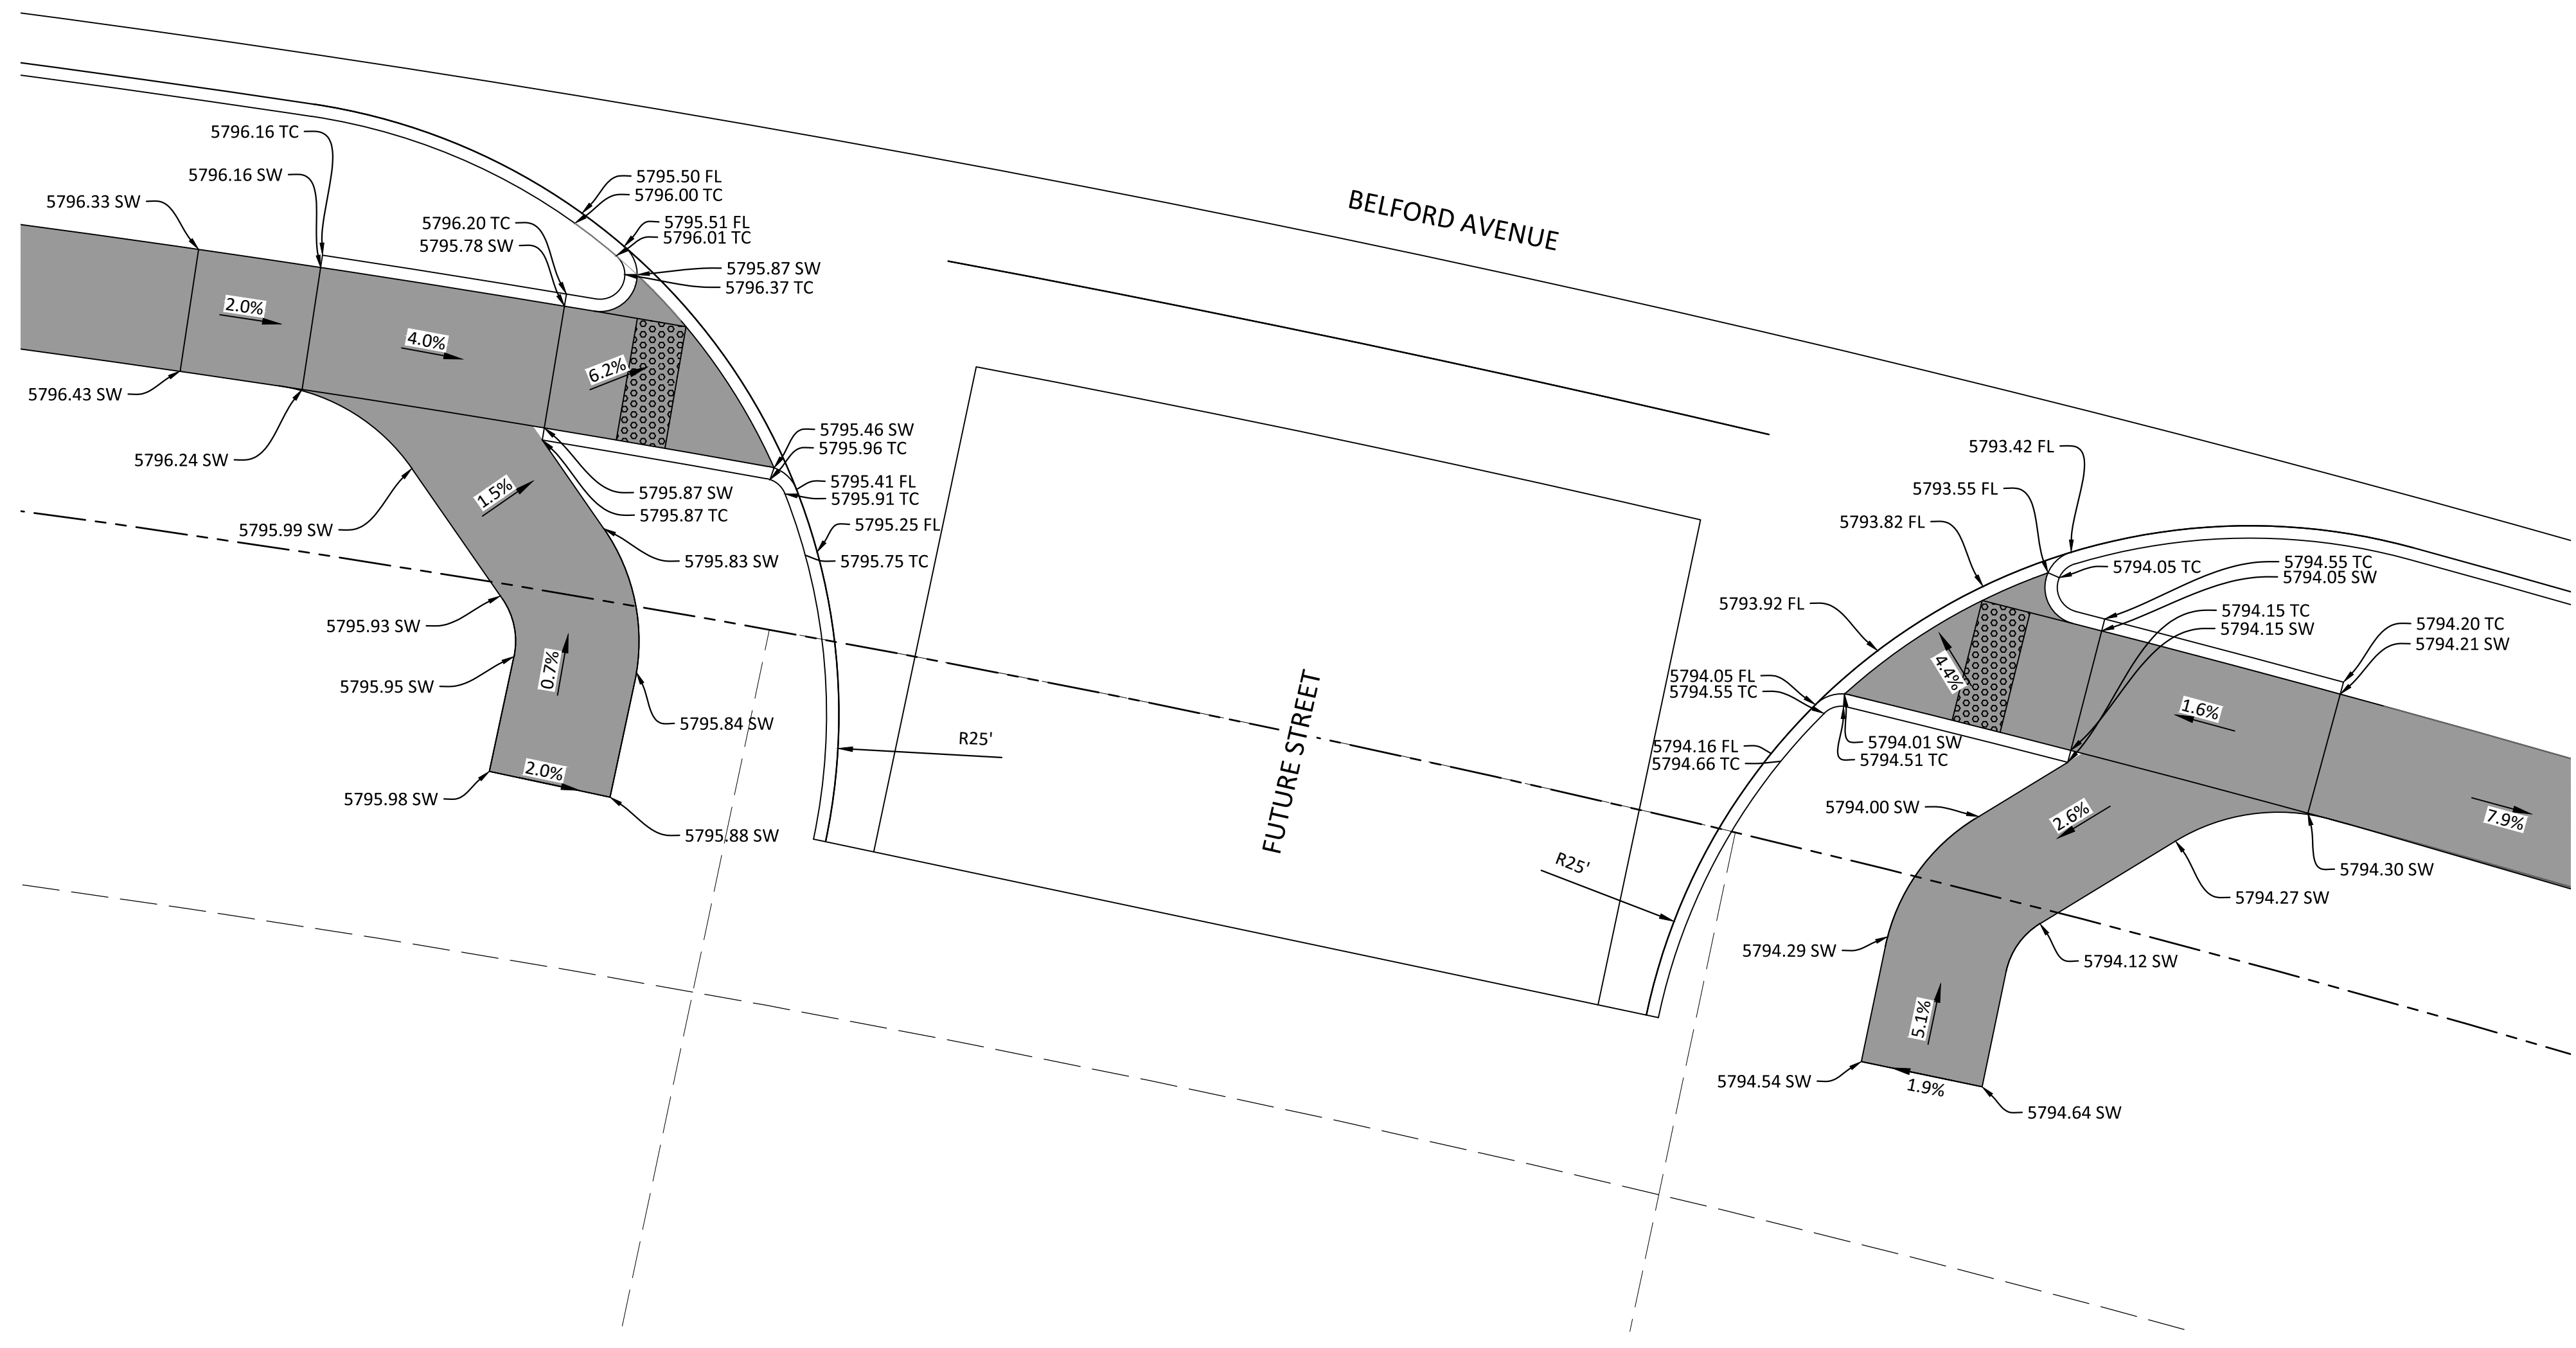 5796.16 TC
5796.16 SW
5796.33 SW
5795.50 FL
5796.00 TC
5796.20 TC
5795.78 SW
5795.51 FL
5796.01 TC
5795.87 SW
5796.37 TC
BELFORD AVENUE
2.0%
4.0%
6.2%
5796.43 SW
5796.24 SW
5795.46 SW
5795.96 TC
5795.41 FL
5795.91 TC
5795.25 FL
5795.75 TC
1.5%
5795.87 SW
5795.87 TC
5795.99 SW
5795.83 SW
5795.93 SW
5795.95 SW
0.7%
5795.84 SW
2.0%
5795.98 SW
5795.88 SW
R25'
FUTURE STREET
R25'
5793.42 FL
5793.55 FL
5793.82 FL
5794.05 TC
5794.55 TC
5794.05 SW
5793.92 FL
5794.15 TC
5794.15 SW
5794.20 TC
5794.21 SW
4.4%
5794.05 FL
5794.55 TC
1.6%
5794.16 FL
5794.66 TC
5794.01 SW
5794.51 TC
7.9%
5794.00 SW
2.6%
5794.30 SW
5794.27 SW
5794.29 SW
5794.12 SW
5.1%
5794.54 SW
1.9%
5794.64 SW